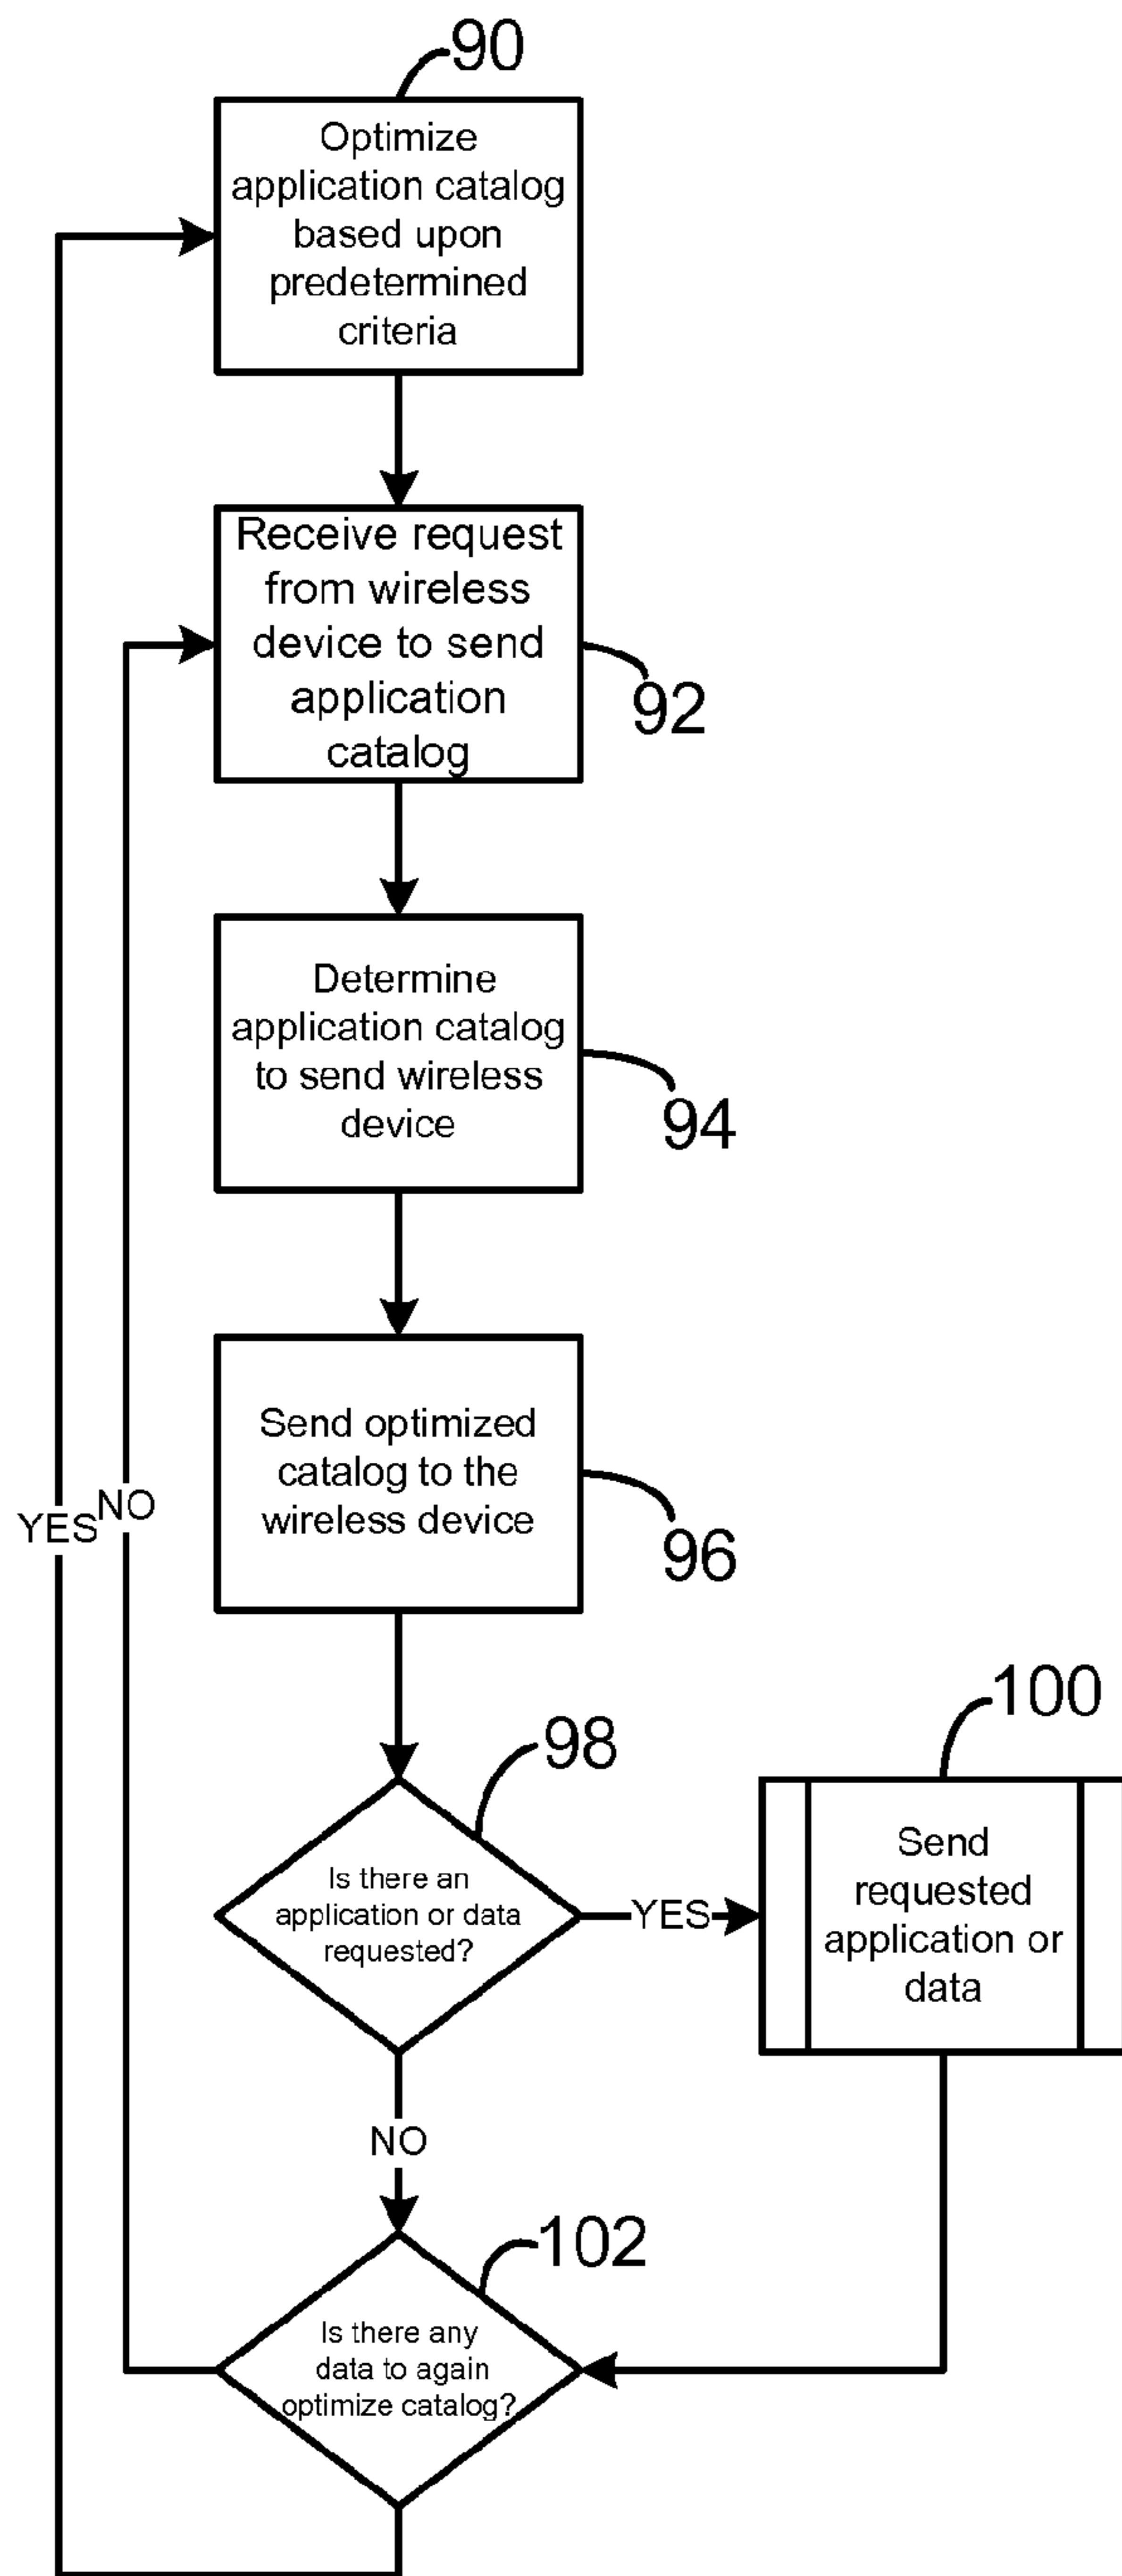 90
Optimize
application catalog
based upon
predetermined
criteria
Receive request
from wireless
device to send
application
catalog
92
Determine
application catalog
to send wireless
device
94
Send optimized
catalog to the
wireless device
96
YES
NO
98
Is there an
application or data
requested?
YES
100
Send
requested
application or
data
NO
102
Is there any
data to again
optimize catalog?